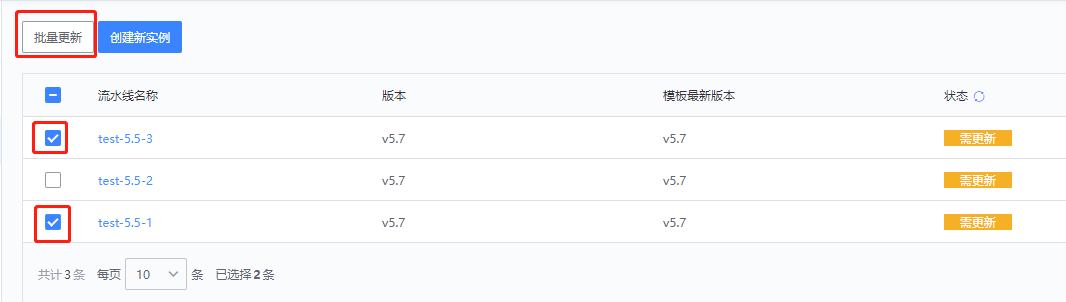 批量更新 创建新实例
流水线名称 版本 模板最新版本 状态
test-5.5-3 v5.7 v5.7 需更新
test-5.5-2 v5.7 v5.7 需更新
test-5.5-1 v5.7 v5.7 需更新
共计3条 每页 10 条 已选择2条